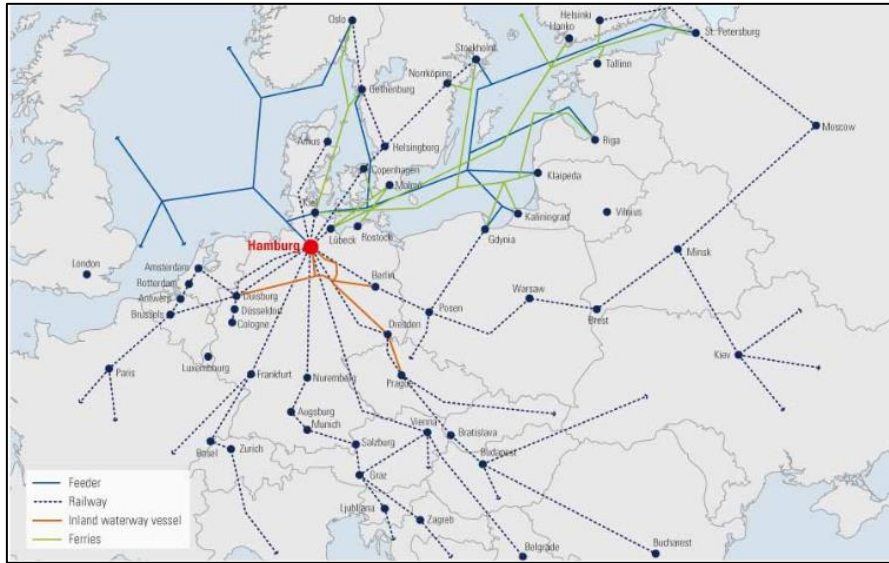 Oslo
Helsinki
Hanko
St. Petersburg
Stockholm
Tallinn
Norrköping
Gothenburg
Moscow
Riga
Århus
Helsingborg
Copenhagen
Klaipeda
Malmö
Kiel
Vilnius
Kaliningrad
Lübeck
Rostock
Gdynia
Hamburg
Minsk
London
Amsterdam
Rotterdam
Berlin
Antwerp
Duisburg
Warsaw
Düsseldorf
Posen
Brest
Brussels
Cologne
Dresden
Luxembourg
Kiev
Paris
Frankfurt
Nuremberg
Prague
Augsburg
Munich
Vienna
Bratislava
Basel
Zurich
Salzburg
Budapest
Graz
Feeder
Railway
Inland waterway vessel
Ferries
Ljubljana
Zagreb
Belgrade
Bucharest